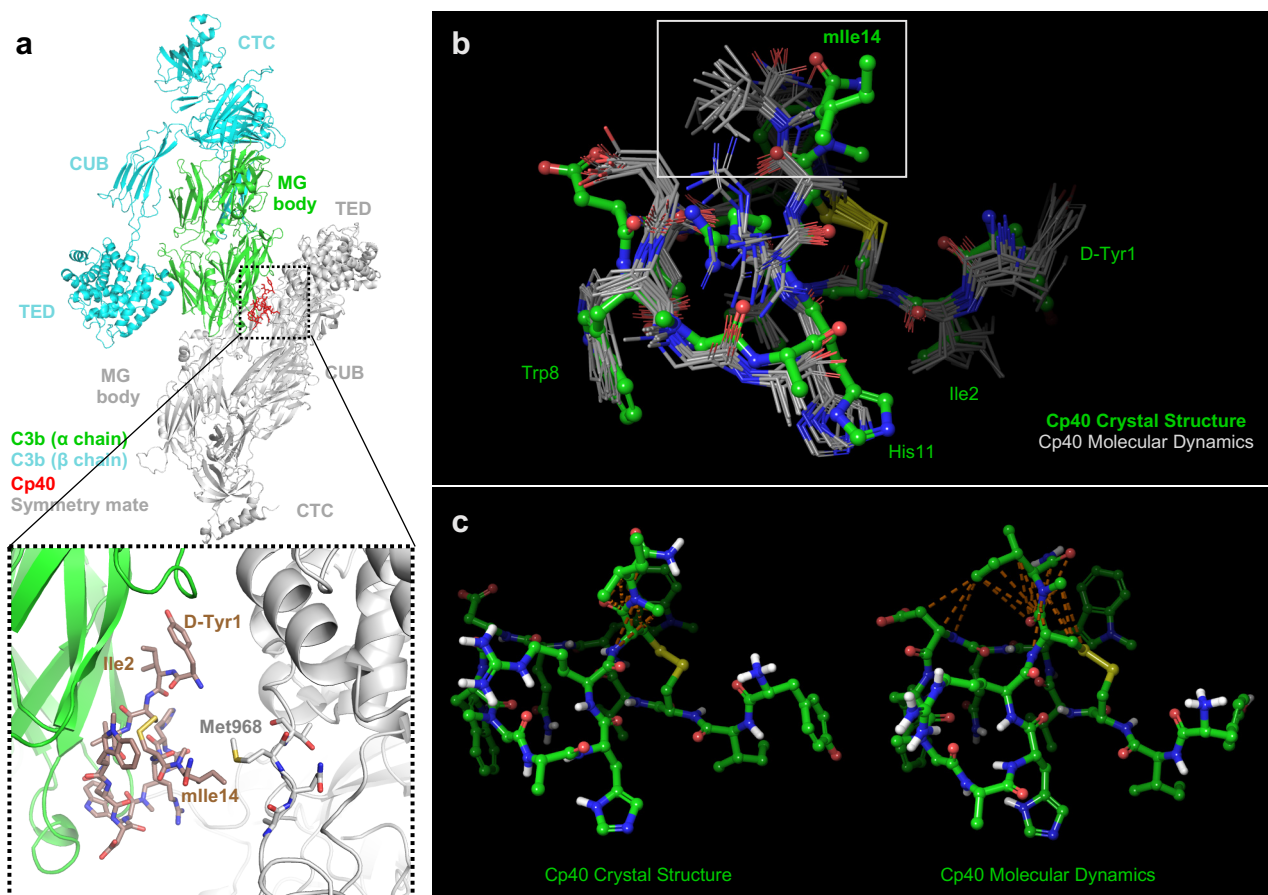 a
CTC
CUB
MG
body
TED
TED
MG
body
CUB
C3b (α chain)
C3b (β chain)
Cp40
Symmetry mate
CTC
D-Tyr1
Ile2
Met968
mIle14
b
mIle14
D-Tyr1
Trp8
Ile2
His11
Cp40 Crystal Structure
Cp40 Molecular Dynamics
c
Cp40 Crystal Structure
Cp40 Molecular Dynamics